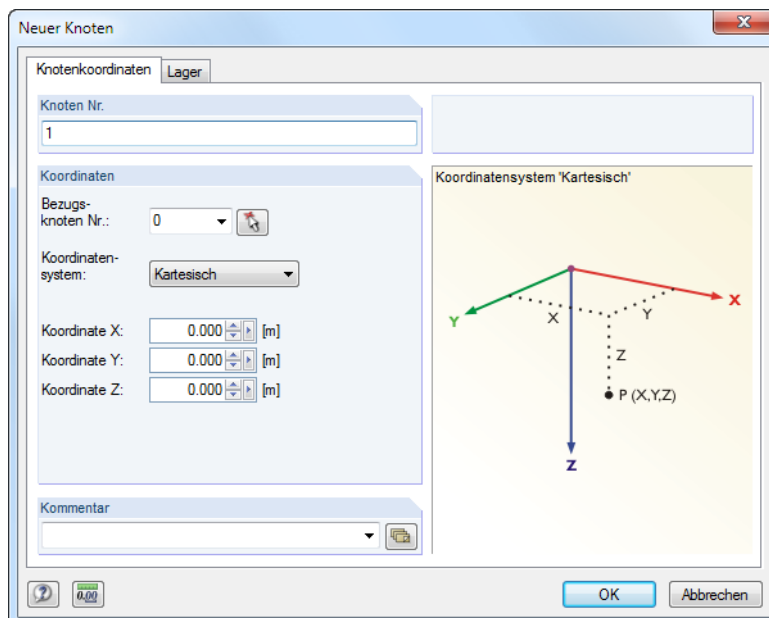 Neuer Knoten
Knotenkoordinaten
Lager
Knoten Nr.
1
Koordinaten
Bezugs-
knoten Nr.:
0
Koordinaten-
system:
Kartesisch
Koordinate X:
0.000
[m]
Koordinate Y:
0.000
[m]
Koordinate Z:
0.000
[m]
Kommentar
Koordinatensystem 'Kartesisch'
X
Y
X
Y
Z
P (X,Y,Z)
Z
0.00
OK
Abbrechen